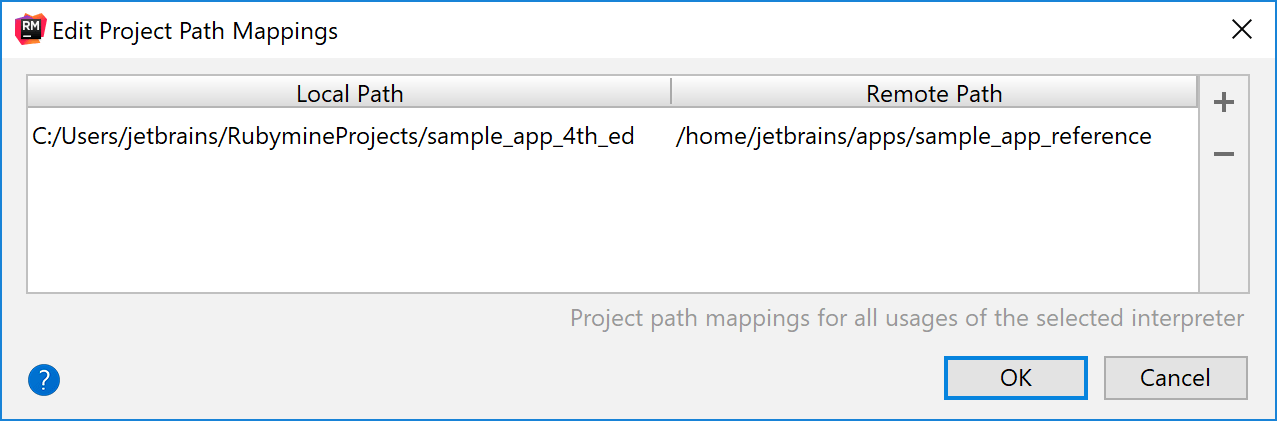 RM
Edit Project Path Mappings
Local Path Remote Path
C:/Users/jetbrains/RubymineProjects/sample_app_4th_ed /home/jetbrains/apps/sample_app_reference
Project path mappings for all usages of the selected interpreter
? OK Cancel